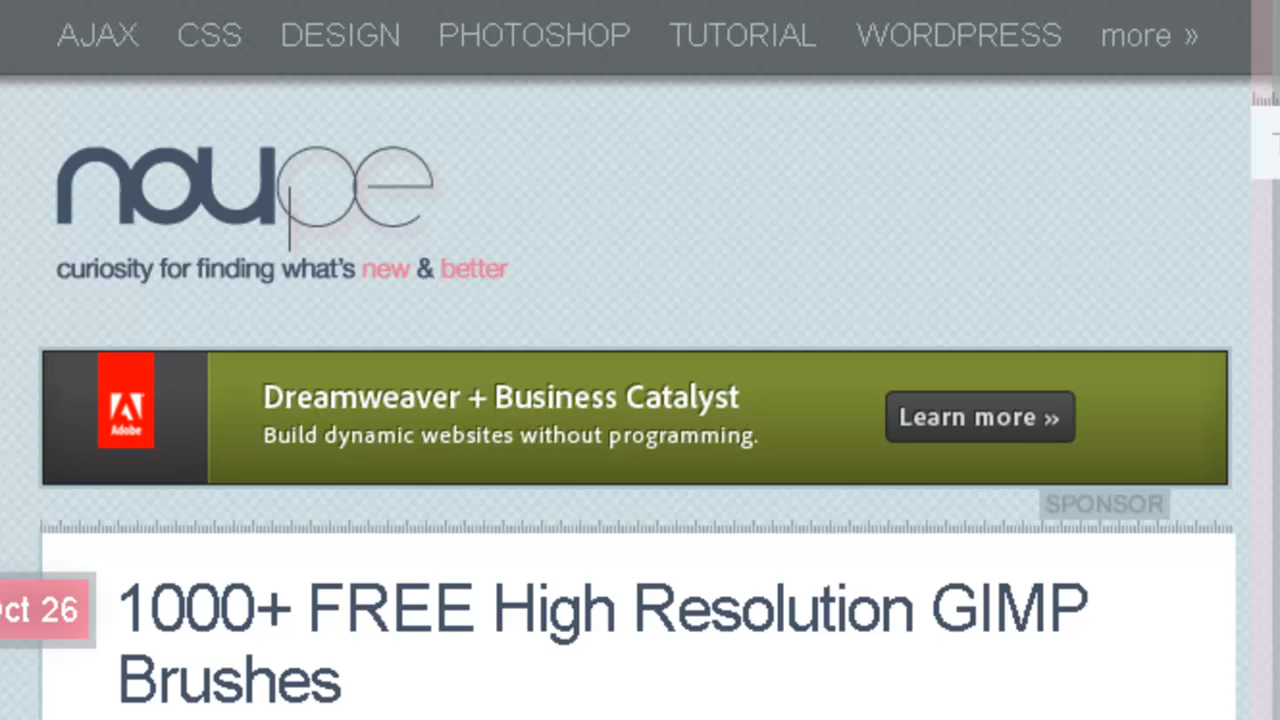 AJAX CSS DESIGN PHOTOSHOP TUTORIAL WORDPRESS more »
noupe
curiosity for finding what's new & better
Dreamweaver + Business Catalyst
Build dynamic websites without programming.
Learn more »
Adobe
SPONSOR
Oct 26
1000+ FREE High Resolution GIMP
Brushes